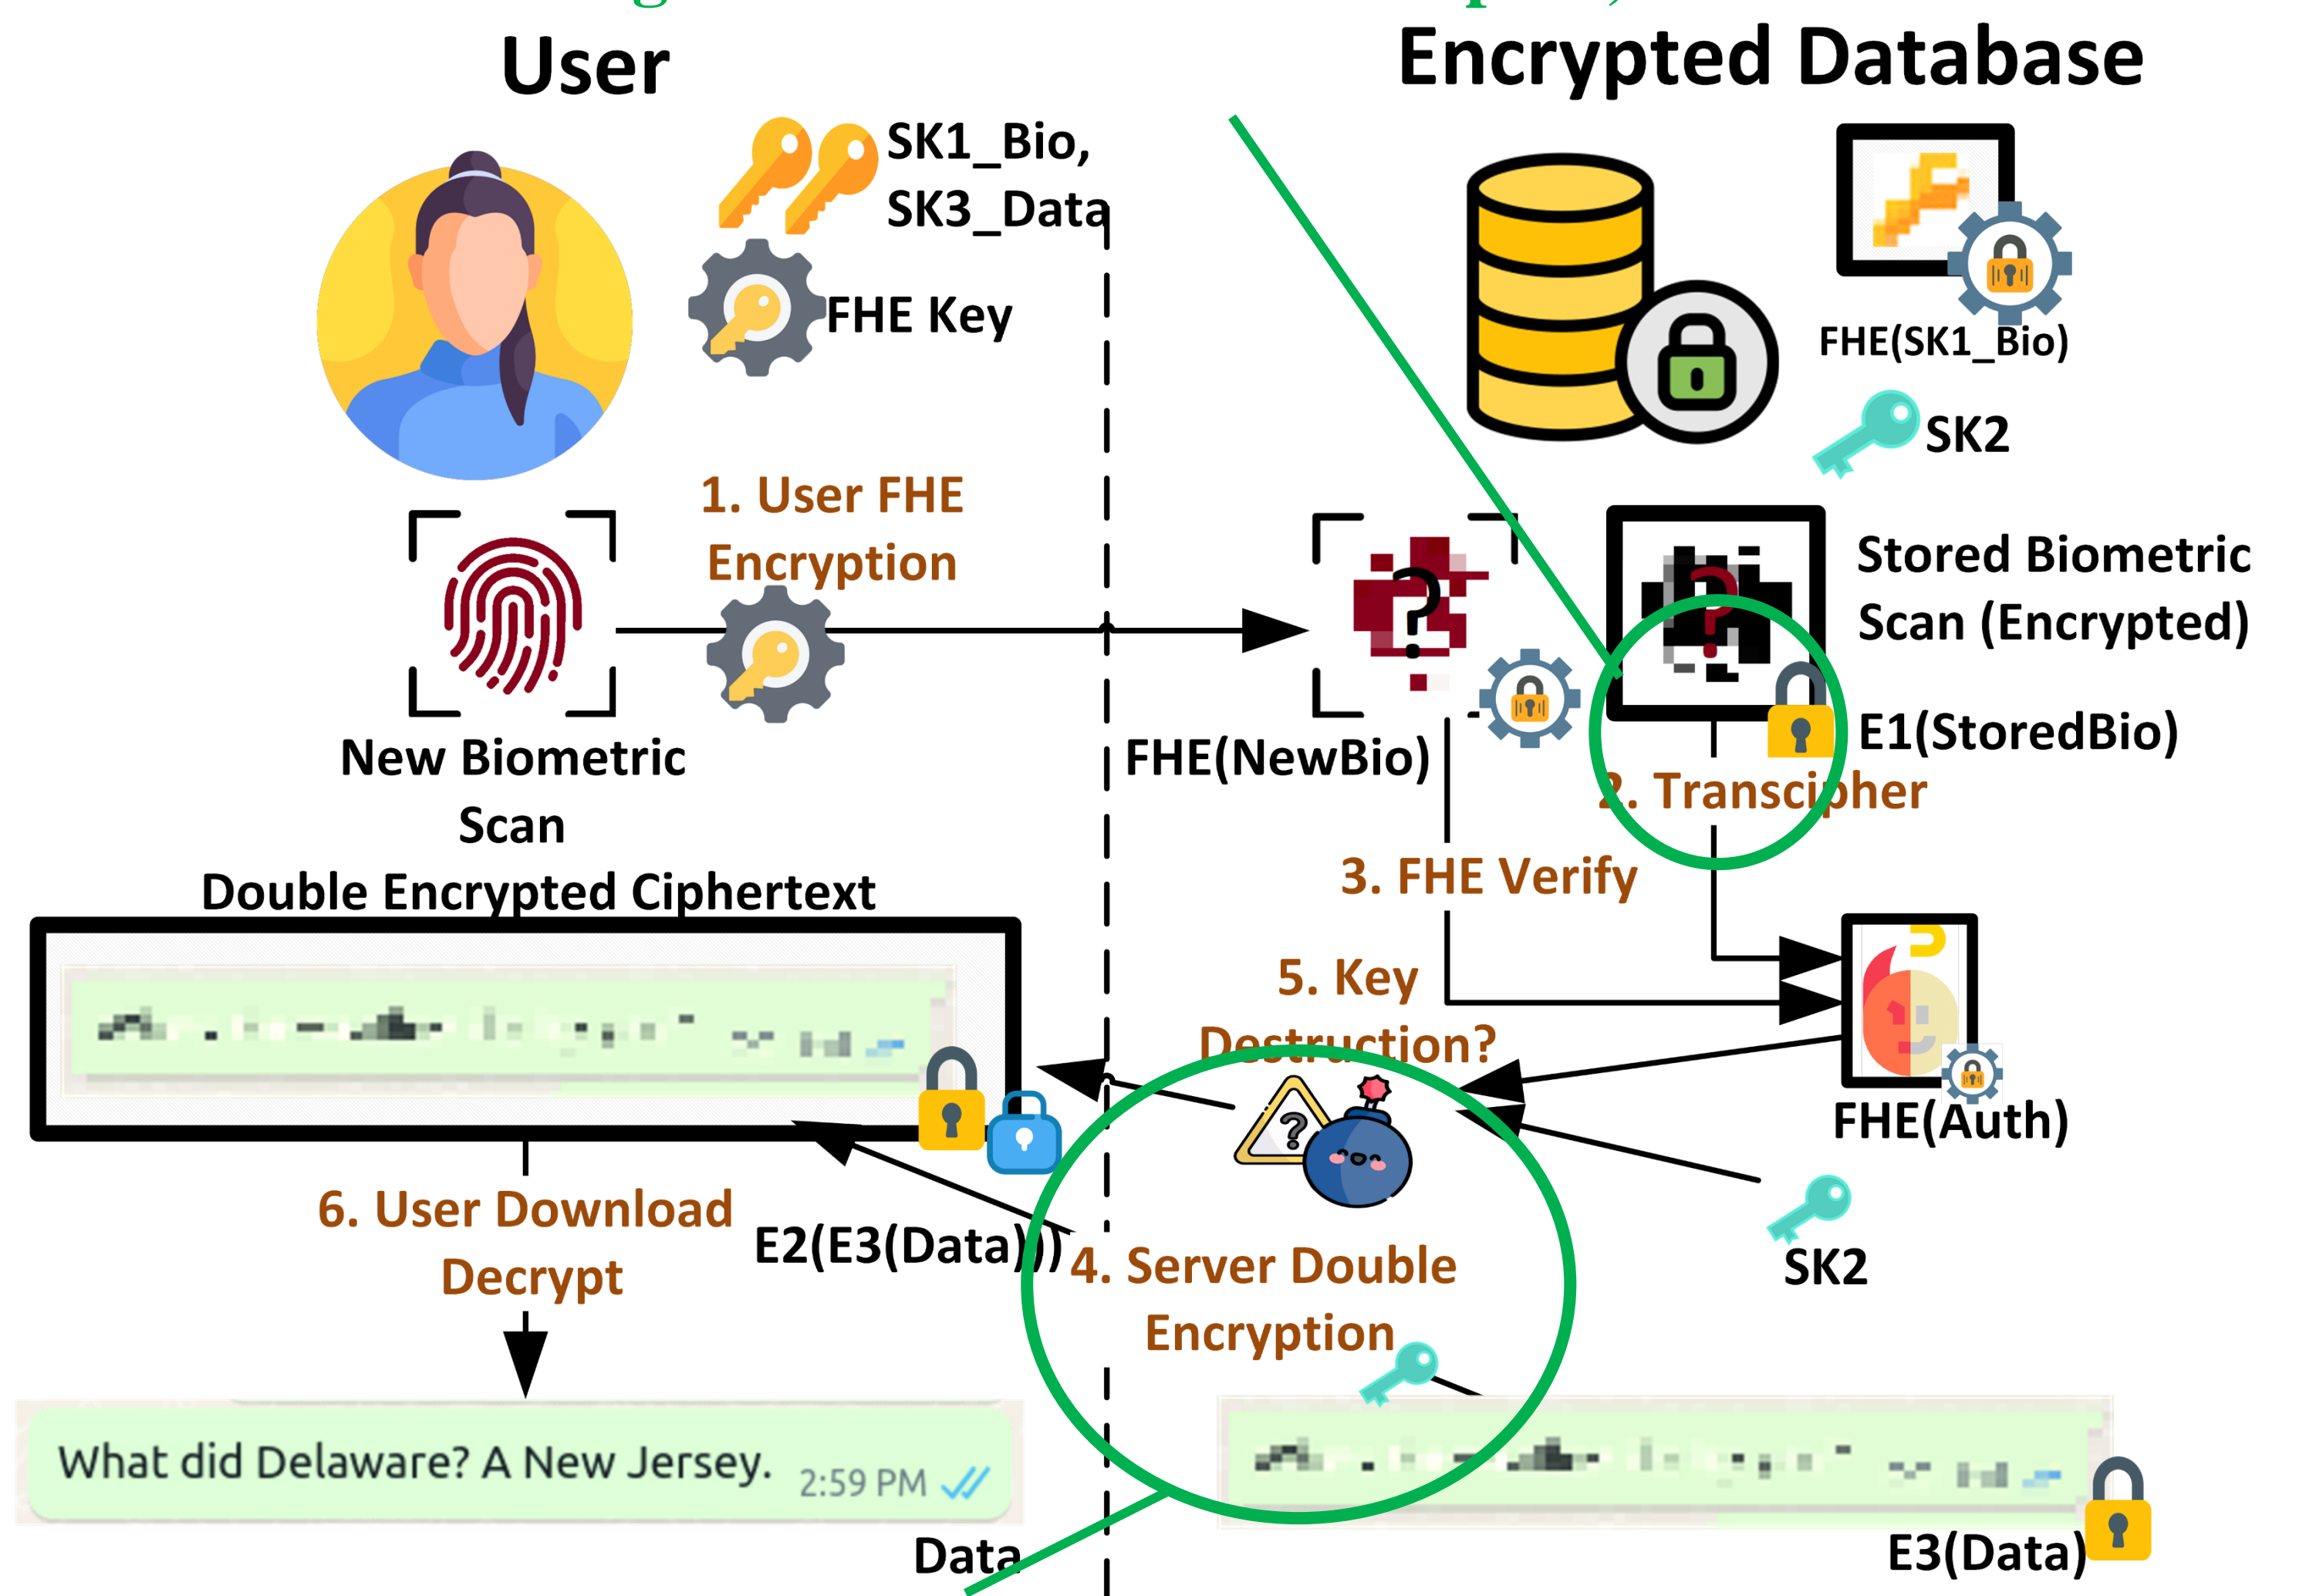 User
Encrypted Database
SK1_Bio,
SK3_Data
FHE Key
FHE(SK1_Bio)
SK2
1. User FHE
Encryption
New Biometric
Scan
FHE(NewBio)
Stored Biometric
Scan (Encrypted)
E1(StoredBio)
2. Transcipher
3. FHE Verify
Double Encrypted Ciphertext
5. Key
Destruction?
FHE(Auth)
SK2
6. User Download
Decrypt
E2(E3(Data)))
4. Server Double
Encryption
What did Delaware? A New Jersey.
2:59 PM
Data
E3(Data)